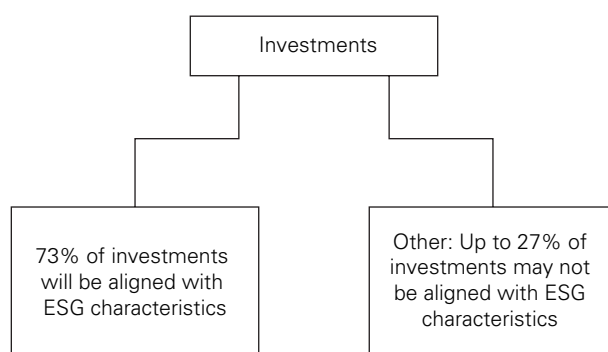 Investments
73% of investments
will be aligned with
ESG characteristics
Other: Up to 27% of
investments may not
be aligned with ESG
characteristics